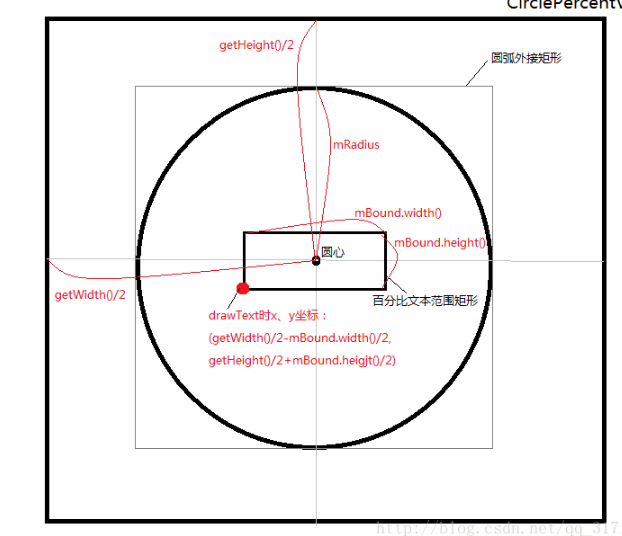 CirclePercentV
getHeight()/2
圆弧外接矩形
mRadius
mBound.width()
mBound.height()
圆心
getWidth()/2
百分比文本范围矩形
drawText时x、y坐标：
(getWidth()/2-mBound.width()/2,
getHeight()/2+mBound.heigjt()/2)
http://blog.csdn.net/qq_317